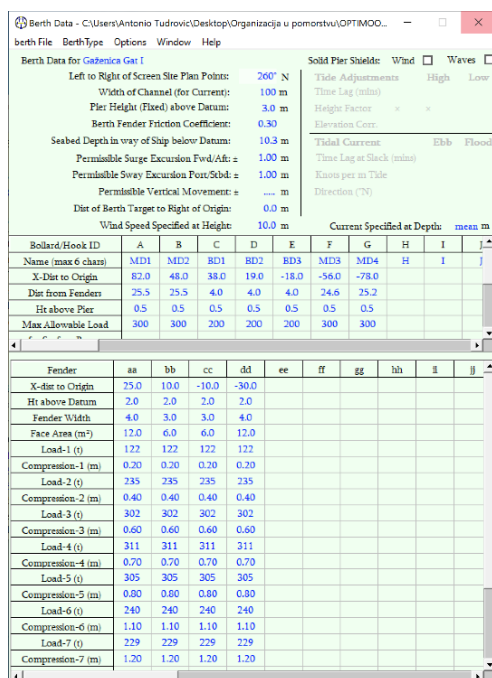 Berth Data - C:\Users\Antonio Tudrovic\Desktop\Organizacija u pomorstvu\OPTIMOO...
berth File BerthType Options Window Help
Berth Data for Gaženica Gat I Solid Pier Shields: Wind Waves
Left to Right of Screen Site Plan Points: 260° N Tide Adjustments High Low
Width of Channel (for Current): 100 m Time Lag (mins)
Pier Height (Fixed) above Datum: 3.0 m Height Factor × ×
Berth Fender Friction Coefficient: 0.30 Elevation Corr.
Seabed Depth in way of Ship below Datum: 10.3 m Tidal Current Ebb Flood
Permissible Surge Excursion Fwd/Aft: ± 1.00 m Time Lag at Slack (mins)
Permissible Sway Excursion Port/Stbd: ± 1.00 m Knots per m Tide
Permissible Vertical Movement: ± ..... m Direction (°N)
Dist of Berth Target to Right of Origin: 0.0 m
Wind Speed Specified at Height: 10.0 m Current Specified at Depth: mean m
Bollard/Hook ID A B C D E F G H I J
Name (max 6 chars) MD1 MD2 BD1 BD2 BD2 MD3 MD4 H I J
X-Dist to Origin 82.0 48.0 38.0 19.0 -18.0 -56.0 -78.0
Dist from Fenders 25.5 25.5 4.0 4.0 4.0 24.6 25.2
Ht above Pier 0.5 0.5 0.5 0.5 0.5 0.5 0.5
Max Allowable Load 300 300 200 200 200 300 300
Fender aa bb cc dd ee ff gg hh ii jj
X-dist to Origin 25.0 10.0 -10.0 -30.0
Ht above Datum 2.0 2.0 2.0 2.0
Fender Width 4.0 3.0 3.0 4.0
Face Area (m²) 12.0 6.0 6.0 12.0
Load-1 (t) 122 122 122 122
Compression-1 (m) 0.20 0.20 0.20 0.20
Load-2 (t) 235 235 235 235
Compression-2 (m) 0.40 0.40 0.40 0.40
Load-3 (t) 302 302 302 302
Compression-3 (m) 0.60 0.60 0.60 0.60
Load-4 (t) 311 311 311 311
Compression-4 (m) 0.70 0.70 0.70 0.70
Load-5 (t) 305 305 305 305
Compression-5 (m) 0.80 0.80 0.80 0.80
Load-6 (t) 240 240 240 240
Compression-6 (m) 1.10 1.10 1.10 1.10
Load-7 (t) 229 229 229 229
Compression-7 (m) 1.20 1.20 1.20 1.20